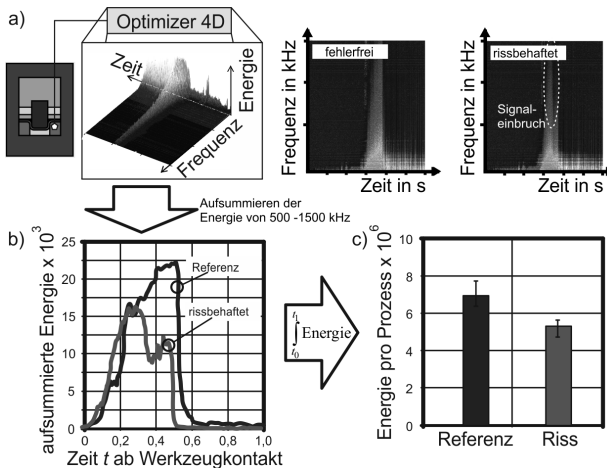 a)
Optimizer 4D
Zeit
Energie
Frequenz
Frequenz in kHz
fehlerfrei
Zeit in s
Frequenz in kHz
rissbehaftet
Signal-
einbruch
Zeit in s
Aufsummieren der
Energie von 500 -1500 kHz
b)
aufsummierte Energie x 10³
25
20
15
10
5
0
Referenz
rissbehaftet
0
0,2
0,4
0,6
0,8
1,0
Zeit t ab Werkzeugkontakt
t₁
∫Energie
t₀
c)
Energie pro Prozess x 10⁶
10
8
6
4
2
0
Referenz
Riss